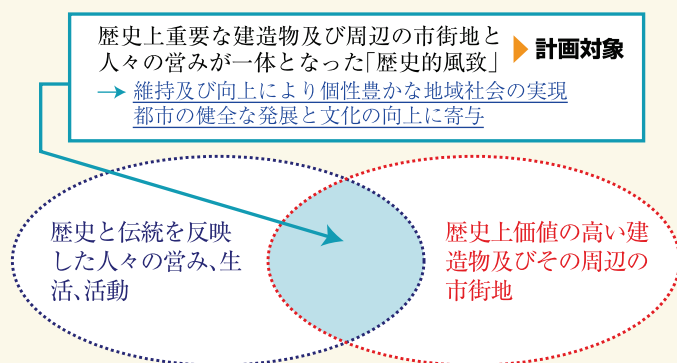 歴史上重要な建造物及び周辺の市街地と
人々の営みが一体となった「歴史的風致」
計画対象
→ 維持及び向上により個性豊かな地域社会の実現
都市の健全な発展と文化の向上に寄与
歴史と伝統を反映
した人々の営み、生
活、活動
歴史上価値の高い建
造物及びその周辺の
市街地